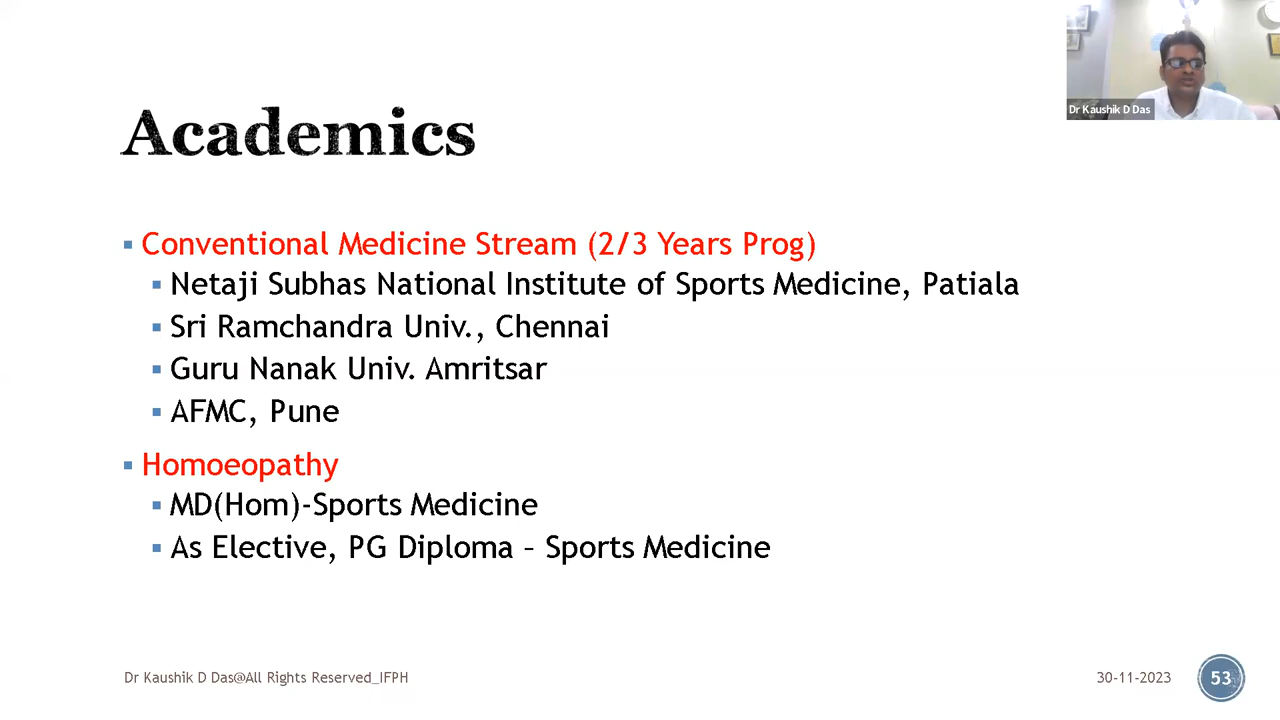 Dr Kaushik D Das
Academics
Conventional Medicine Stream (2/3 Years Prog)
Netaji Subhas National Institute of Sports Medicine, Patiala
Sri Ramchandra Univ., Chennai
Guru Nanak Univ. Amritsar
AFMC, Pune
Homoeopathy
MD(Hom)-Sports Medicine
As Elective, PG Diploma – Sports Medicine
Dr Kaushik D Das@All Rights Reserved_IFPH
30-11-2023
53